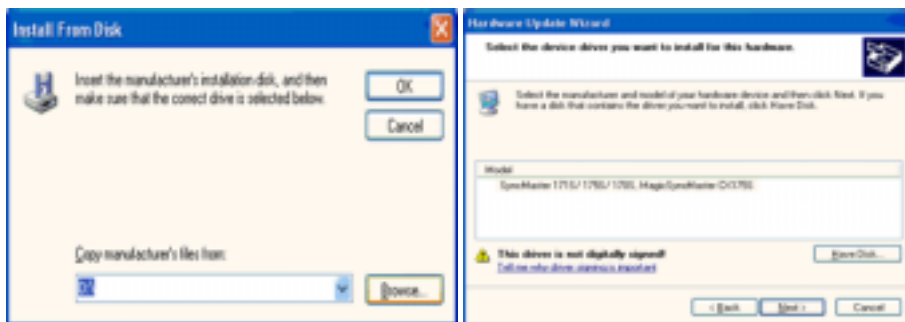 Install From Disk
Insert the manufacturer's installation disk, and then
make sure that the correct drive is selected below.
OK
Cancel
Copy manufacturer's files from:
Browse...
Hardware Update Wizard
Select the device driver you want to install for this hardware.
Select the manufacturer and model of your hardware device and then click Next. If you
have a disk that contains the driver you want to install, click Have Disk.
Model
SyncMaster MagicSyncMaster
This driver is not digitally signed!
Tell me why driver signing is important
Have Disk...
< Back
Next >
Cancel